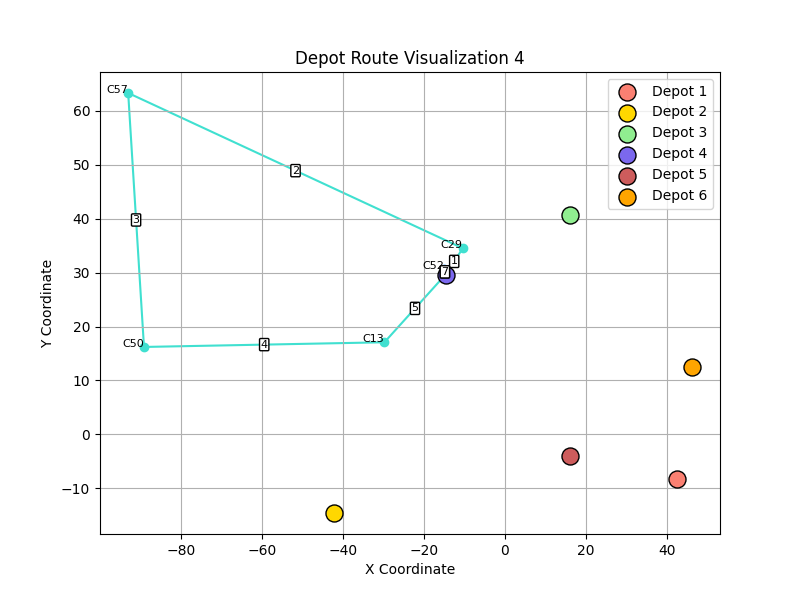 Depot Route Visualization 4
Depot 1
Depot 2
Depot 3
Depot 4
Depot 5
Depot 6
C57
2
3
C29
1
C52
7
5
C13
C50
4
60
50
40
30
20
10
0
−10
Y Coordinate
−80
−60
−40
−20
0
20
40
X Coordinate